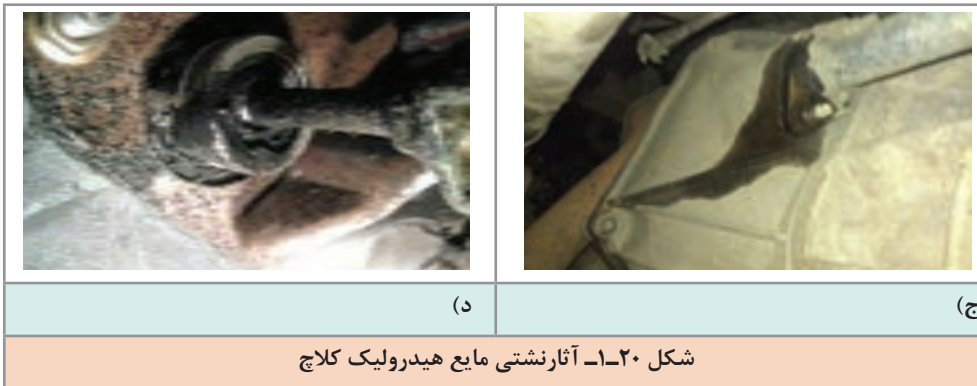 ج)
د)
شکل ۲۰ـ۱ـ آثارنشتی مایع هیدرولیک کلاچ